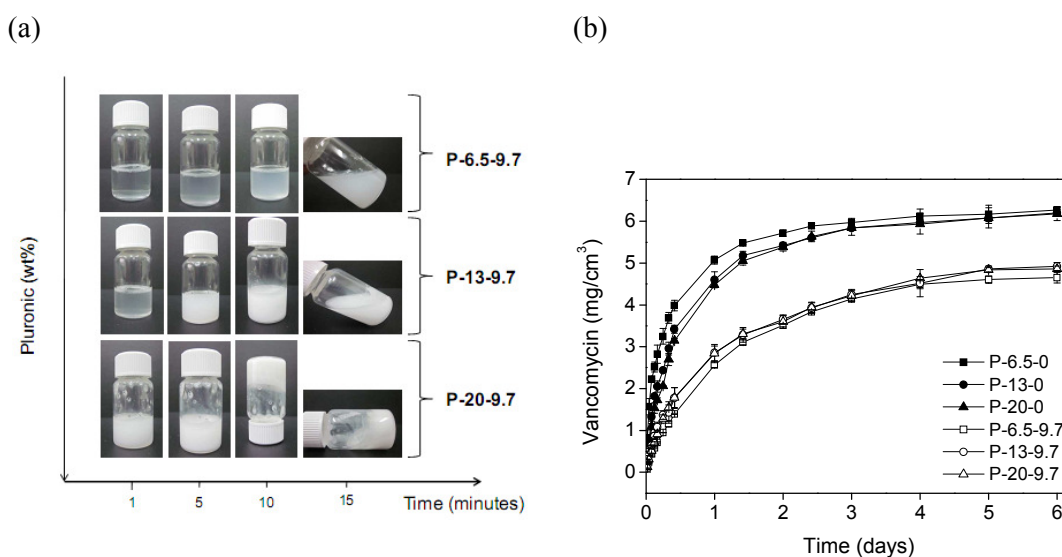 (a)
Pluronic (wt%)
P-6.5-9.7
P-13-9.7
P-20-9.7
1 5 10 15 Time (minutes)
(b)
Vancomycin (mg/cm³)
7
6
5
4
3
2
1
0
P-6.5-0
P-13-0
P-20-0
P-6.5-9.7
P-13-9.7
P-20-9.7
0 1 2 3 4 5 6
Time (days)